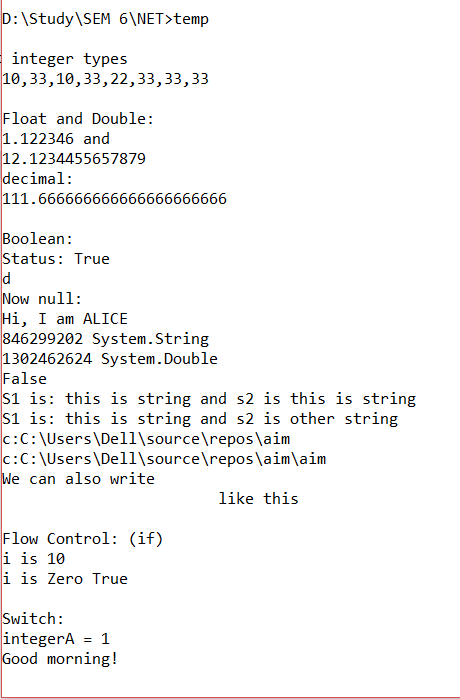 D:\Study\SEM 6\NET>temp
integer types
10,33,10,33,22,33,33,33
Float and Double:
1.122346 and
12.1234455657879
decimal:
111.666666666666666666666
Boolean:
Status: True
d
Now null:
Hi, I am ALICE
846299202 System.String
1302462624 System.Double
False
S1 is: this is string and s2 is this is string
S1 is: this is string and s2 is other string
c:C:\Users\Dell\source\repos\aim
c:C:\Users\Dell\source\repos\aim\aim
We can also write
like this
Flow Control: (if)
i is 10
i is Zero True
Switch:
integerA = 1
Good morning!